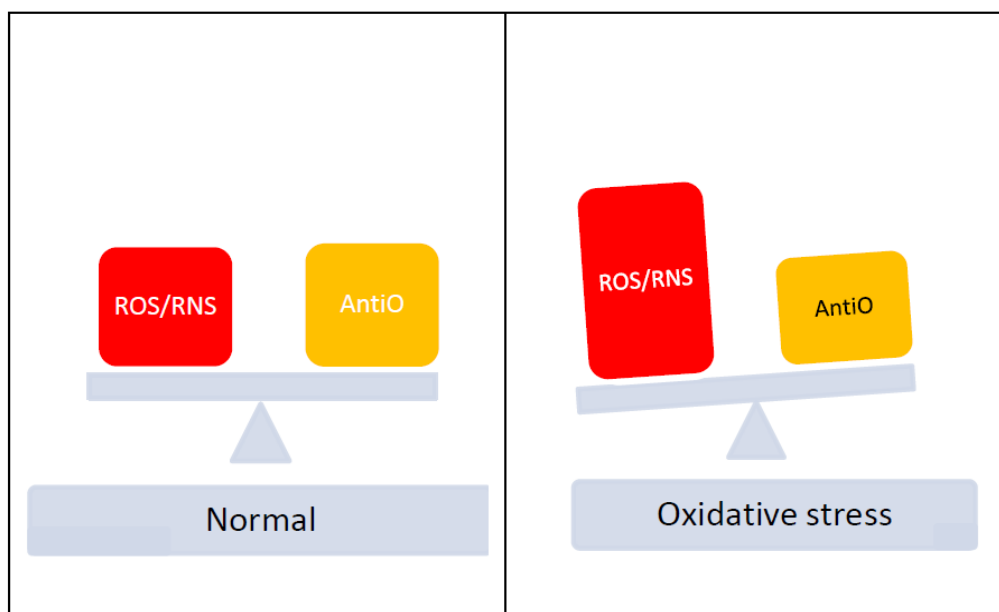 ROS/RNS
AntiO
Normal
ROS/RNS
AntiO
Oxidative stress